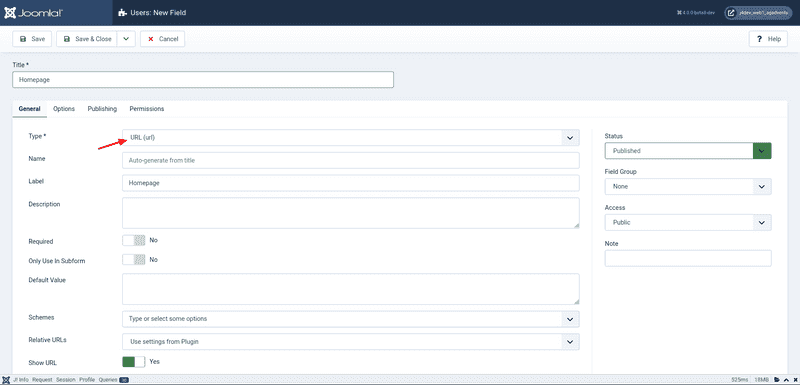 Joomla!® Users: New Field 4.0.0-beta6-dev
Save Save & Close Cancel Help
Title *
Homepage
General Options Publishing Permissions
Type * URL (url)
Name Auto-generate from title
Label Homepage
Description
Required No
Only Use In Subform No
Default Value
Schemes Type or select some options
Relative URLs Use settings from Plugin
Show URL Yes
Status
Published
Field Group
None
Access
Public
Note
J! Info Request Session Profile Queries 525ms 18MB